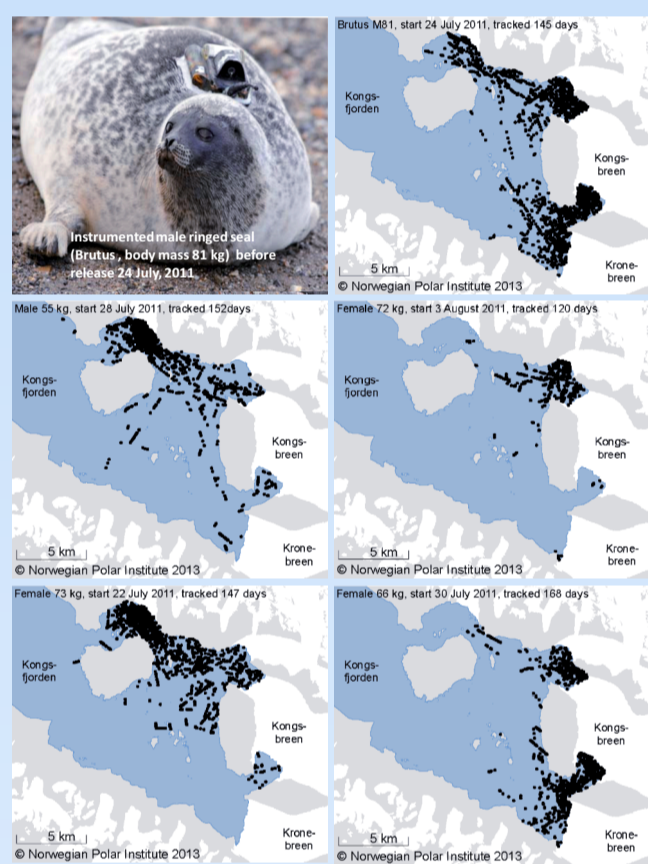 Instrumented male ringed seal
(Brutus , body mass 81 kg) before
release 24 July, 2011
Brutus M81, start 24 July 2011, tracked 145 days
Kongs-
fjorden
Kongs-
breen
Krone-
breen
5 km
© Norwegian Polar Institute 2013
Male 55 kg, start 28 July 2011, tracked 152days
Kongs-
fjorden
Kongs-
breen
Krone-
breen
5 km
© Norwegian Polar Institute 2013
Female 72 kg, start 3 August 2011, tracked 120 days
Kongs-
fjorden
Kongs-
breen
Krone-
breen
5 km
© Norwegian Polar Institute 2013
Female 73 kg, start 22 July 2011, tracked 147 days
Kongs-
fjorden
Kongs-
breen
Krone-
breen
5 km
© Norwegian Polar Institute 2013
Female 66 kg, start 30 July 2011, tracked 168 days
Kongs-
fjorden
Kongs-
breen
Krone-
breen
5 km
© Norwegian Polar Institute 2013